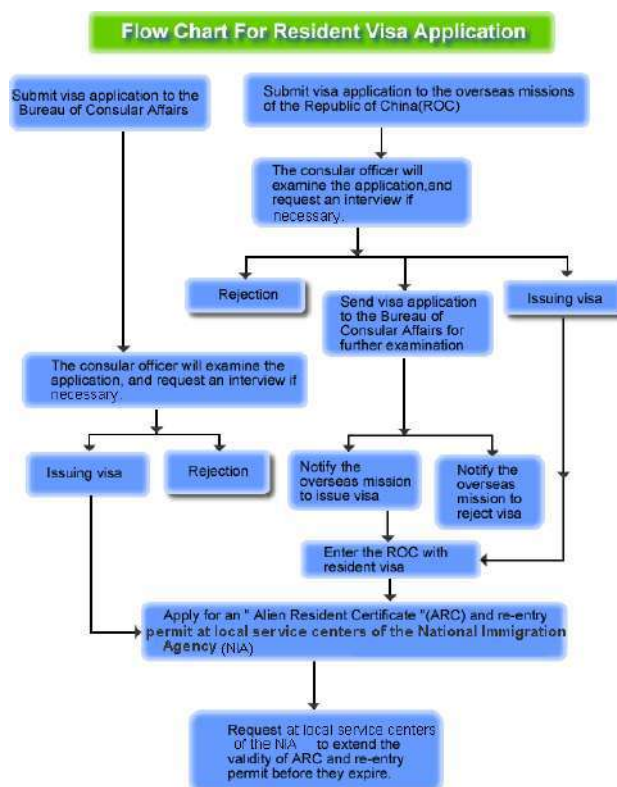 Flow Chart For Resident Visa Application
Submit visa application to the
Bureau of Consular Affairs
Submit visa application to the overseas missions
of the Republic of China(ROC)
The consular officer will
examine the application,and
request an interview if
necessary.
Rejection
Send visa application
to the Bureau of
Consular Affairs for
further examination
Issuing visa
The consular officer will examine the
application, and request an interview if
necessary.
Issuing visa
Rejection
Notify the
overseas mission
to issue visa
Notify the
overseas
mission to
reject visa
Enter the ROC with
resident visa
Apply for an " Alien Resident Certificate "(ARC) and re-entry
permit at local service centers of the National Immigration
Agency (NIA)
Request at local service centers
of the NIA to extend the
validity of ARC and re-entry
permit before they expire.